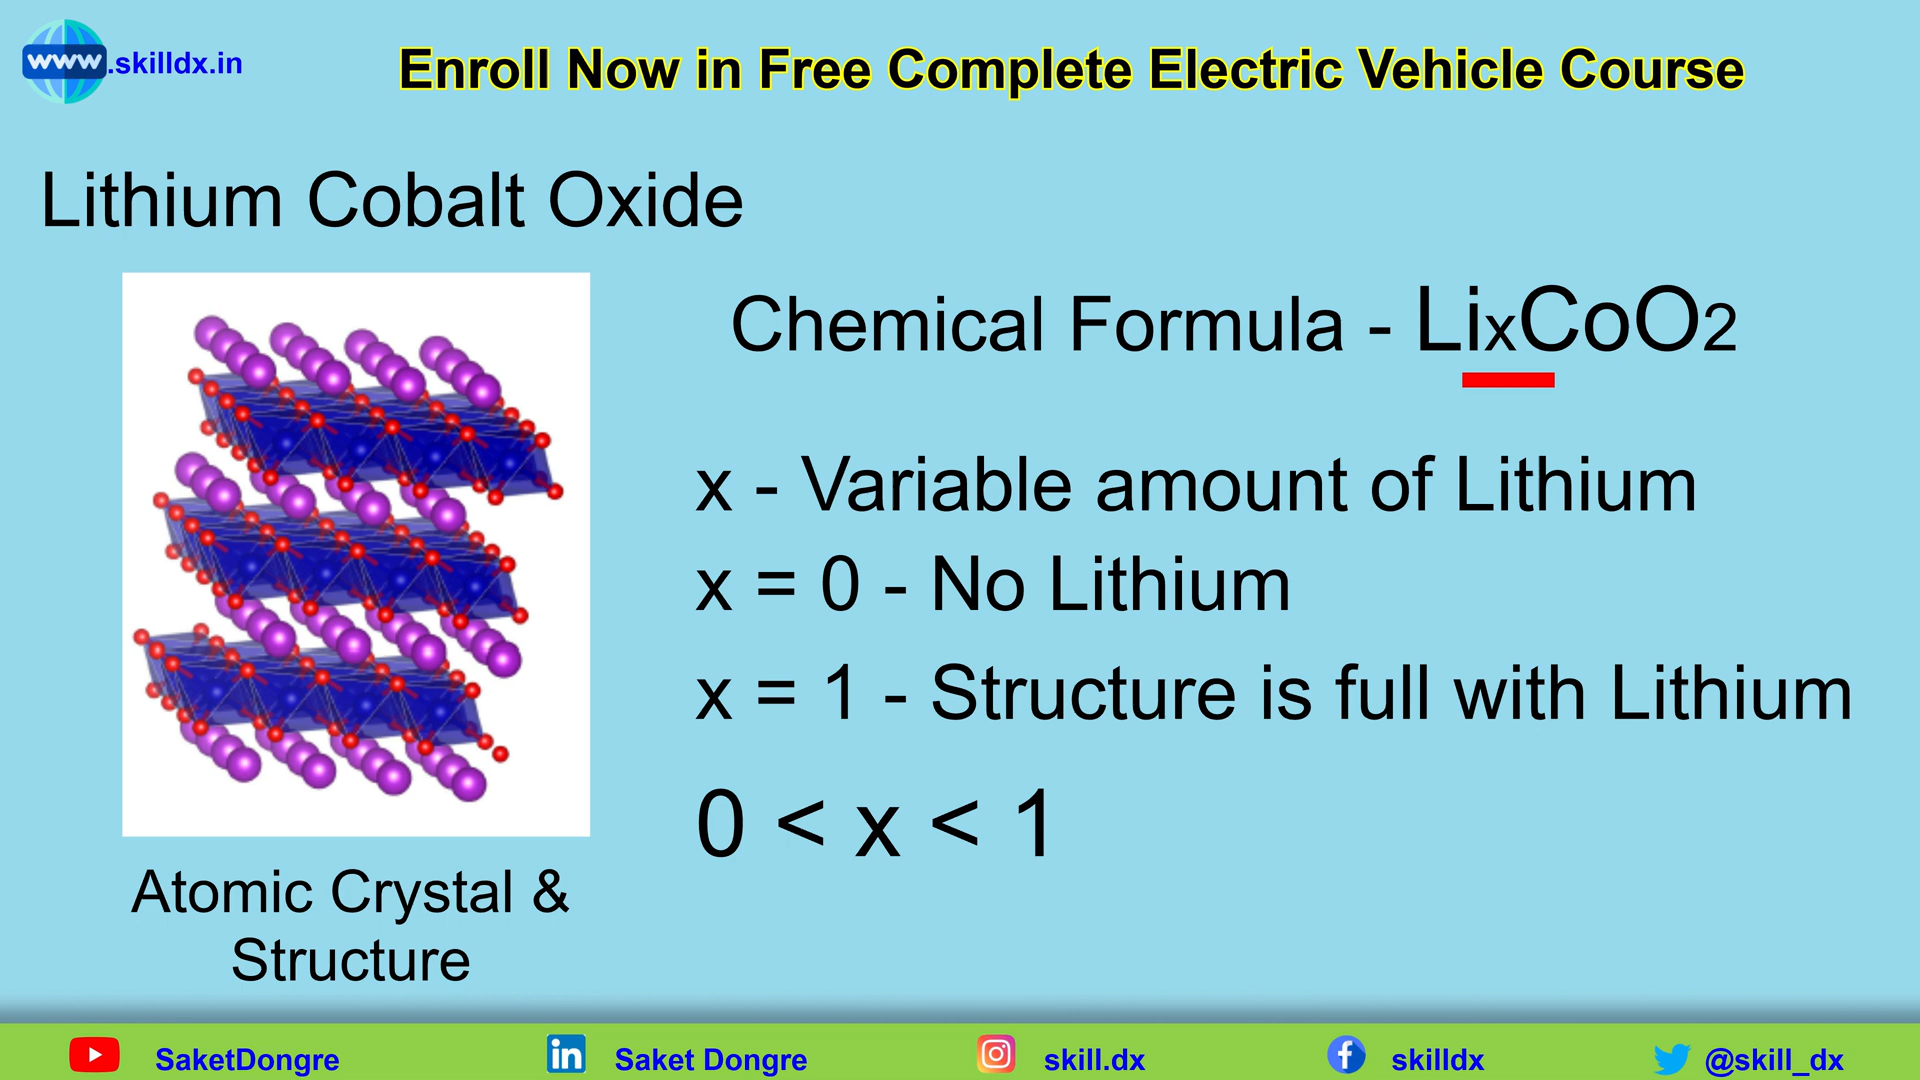 www.skilldx.in
Enroll Now in Free Complete Electric Vehicle Course
Lithium Cobalt Oxide
Chemical Formula - LixCoO2
x - Variable amount of Lithium
x = 0 - No Lithium
x = 1 - Structure is full with Lithium
0 < x < 1
Atomic Crystal &
Structure
SaketDongre
in Saket Dongre
skill.dx
f skilldx
@skill_dx